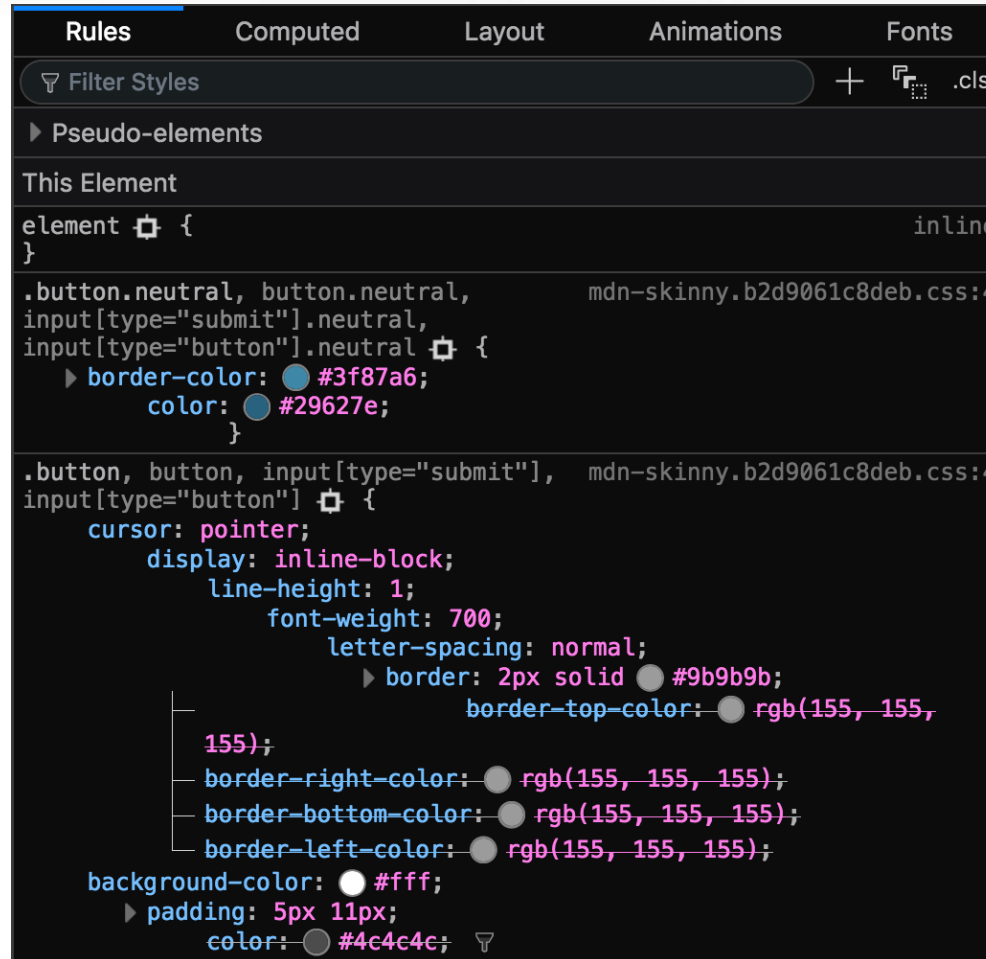 Rules Computed Layout Animations Fonts
Filter Styles .cls
Pseudo-elements
This Element
element { inline
}
.button.neutral, button.neutral, mdn-skinny.b2d9061c8deb.css:4
input[type="submit"].neutral,
input[type="button"].neutral {
border-color: #3f87a6;
color: #29627e;
}
.button, button, input[type="submit"], mdn-skinny.b2d9061c8deb.css:4
input[type="button"] {
cursor: pointer;
display: inline-block;
line-height: 1;
font-weight: 700;
letter-spacing: normal;
border: 2px solid #9b9b9b;
border-top-color: rgb(155, 155,
155);
border-right-color: rgb(155, 155, 155);
border-bottom-color: rgb(155, 155, 155);
border-left-color: rgb(155, 155, 155);
background-color: #fff;
padding: 5px 11px;
color: #4c4c4c;